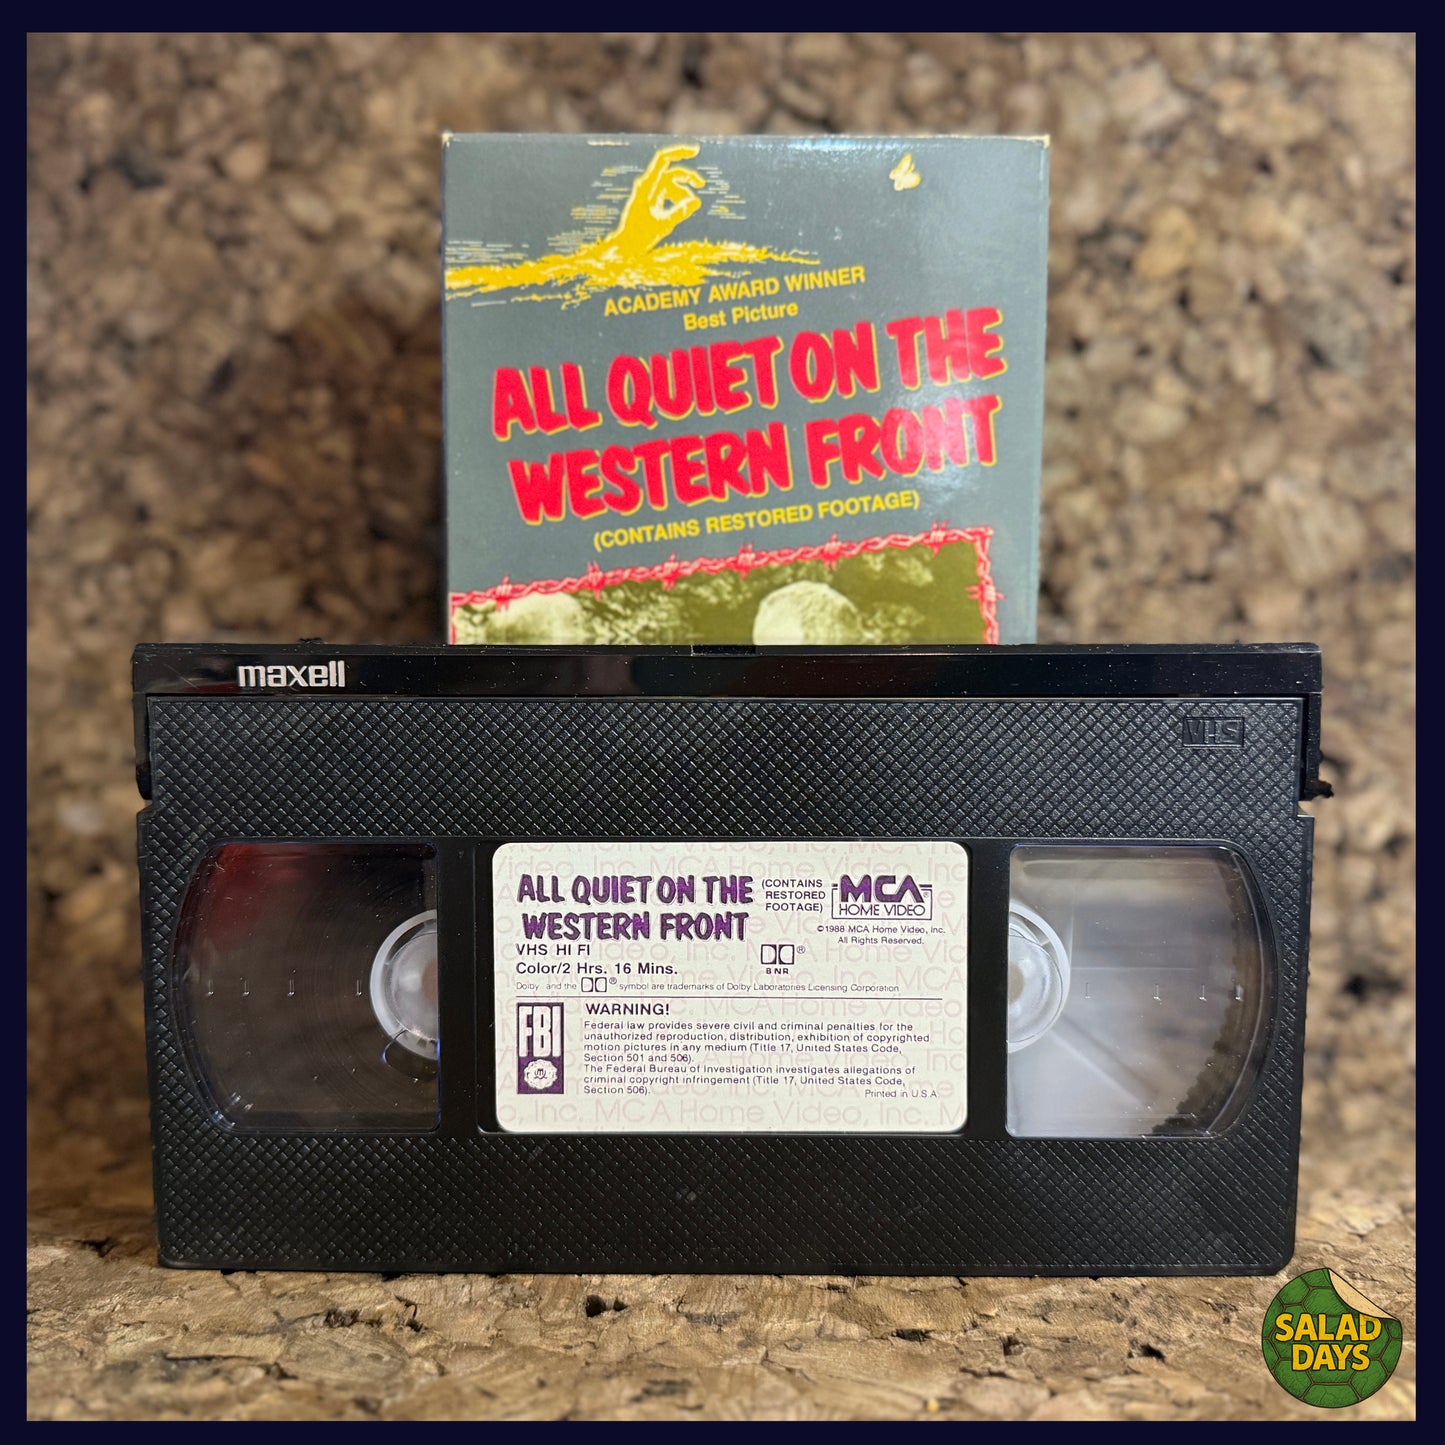 ACADEMY AWARD WINNER
Best Picture
ALL QUIET ON THE
WESTERN FRONT
(CONTAINS RESTORED FOOTAGE)
maxell
VHS
ALL QUIET ON THE
WESTERN FRONT
(CONTAINS
RESTORED
FOOTAGE)
MCA
HOME VIDEO
©1988 MCA Home Video, Inc.
All Rights Reserved.
VHS HI FI
Color/2 Hrs. 16 Mins.
®
B NR
Dolby and the ® symbol are trademarks of Dolby Laboratories Licensing Corporation
FBI
WARNING!
Federal law provides severe civil and criminal penalties for the
unauthorized reproduction, distribution, exhibition of copyrighted
motion pictures in any medium (Title 17, United States Code,
Section 501 and 506).
The Federal Bureau of Investigation investigates allegations of
criminal copyright infringement (Title 17, United States Code,
Section 506).
Printed in U.S.A.
SALAD
DAYS